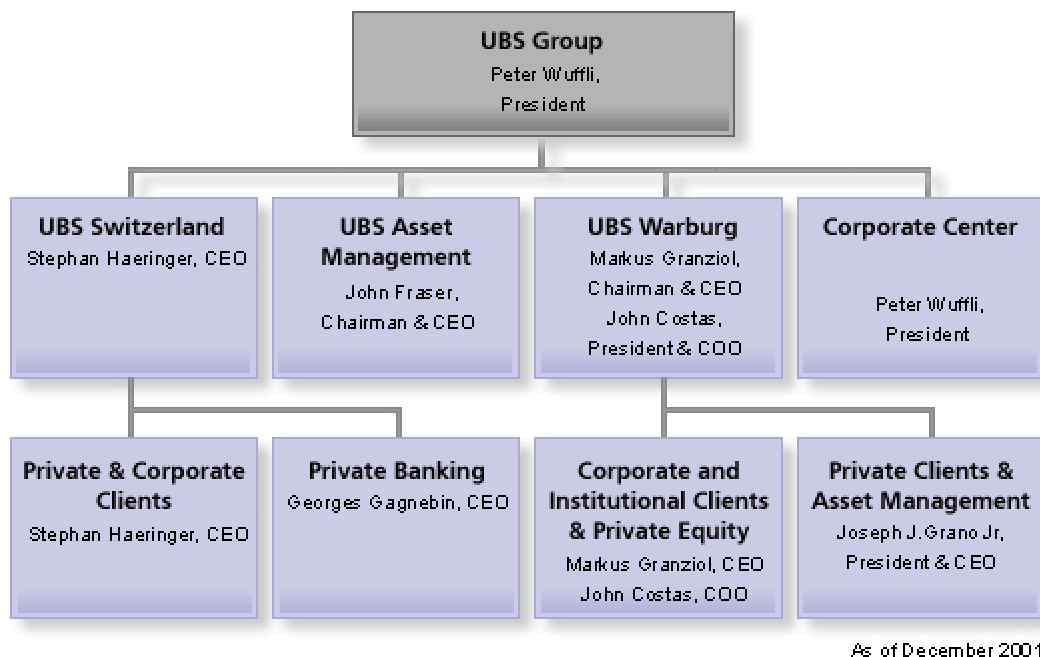 UBS Group
Peter Wuffli,
President
UBS Switzerland
Stephan Haeringer, CEO
UBS Asset
Management
John Fraser,
Chairman & CEO
UBS Warburg
Markus Granziol,
Chairman & CEO
John Costas,
President & COO
Corporate Center
Peter Wuffli,
President
Private & Corporate
Clients
Stephan Haeringer, CEO
Private Banking
Georges Gagnebin, CEO
Corporate and
Institutional Clients
& Private Equity
Markus Granziol, CEO
John Costas, COO
Private Clients &
Asset Management
Joseph J.Grano Jr,
President & CEO
As of December 2001